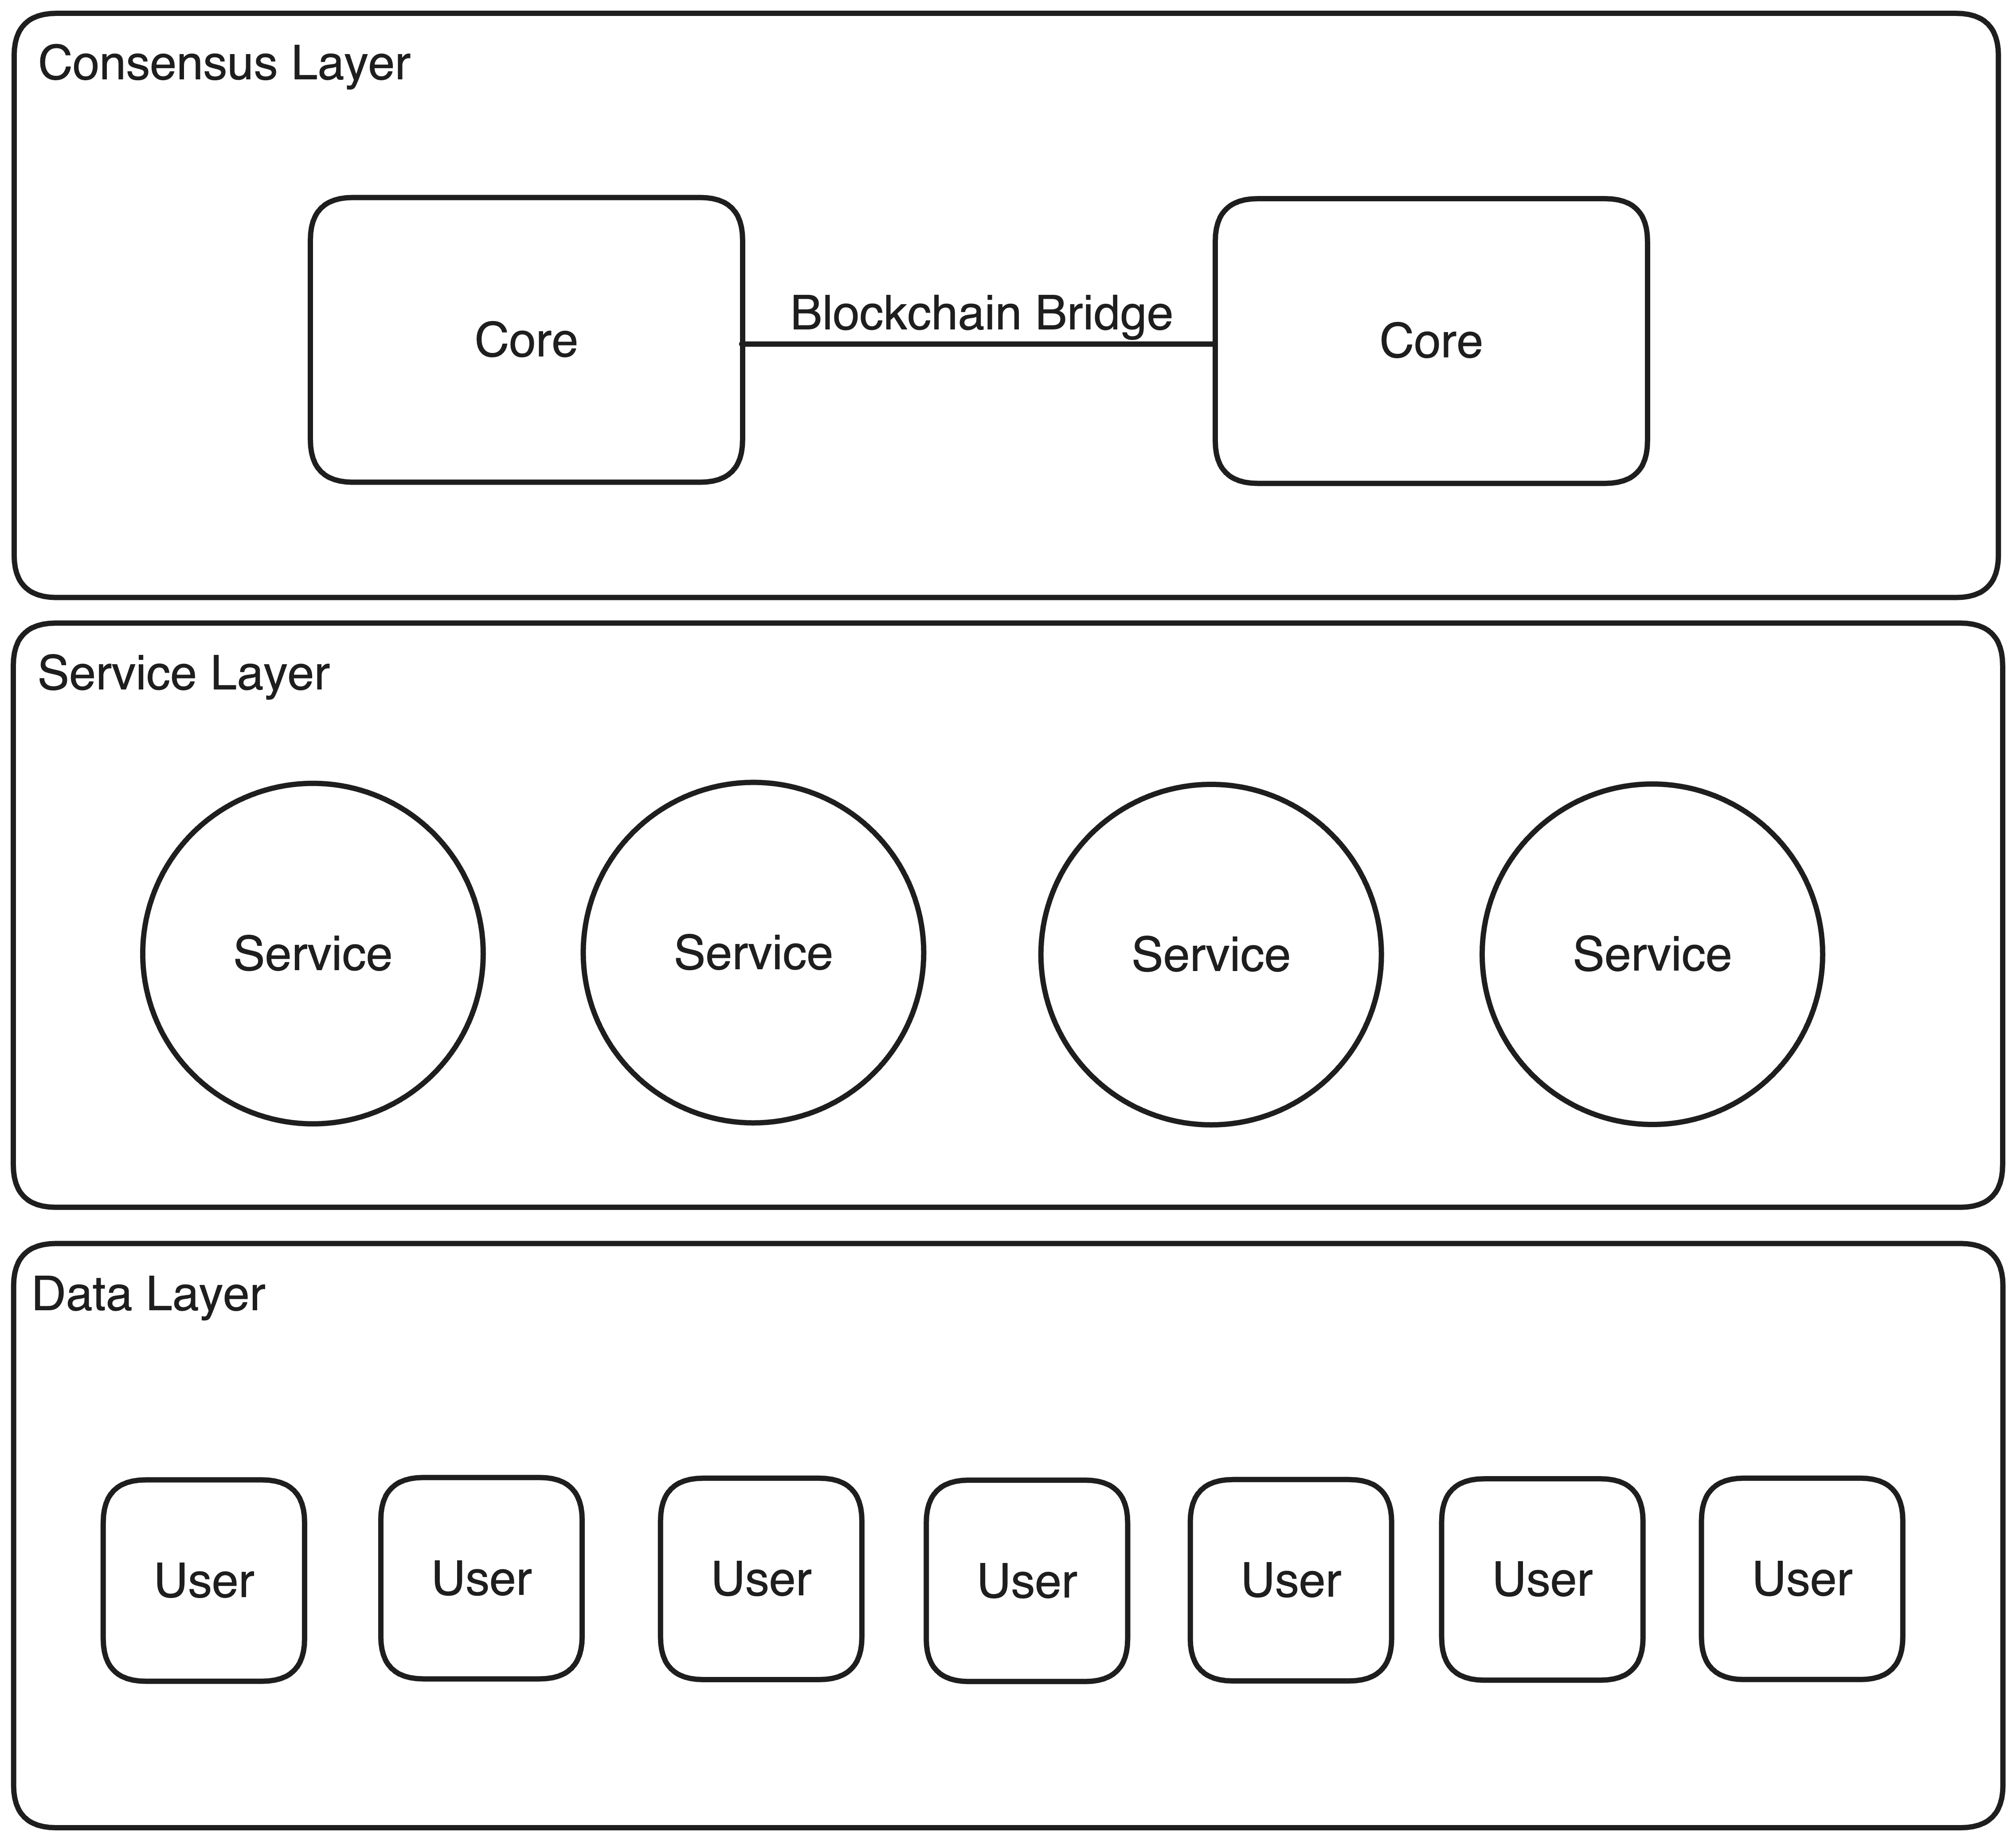 Consensus Layer
Core
Blockchain Bridge
Core
Service Layer
Service
Service
Service
Service
Data Layer
User
User
User
User
User
User
User